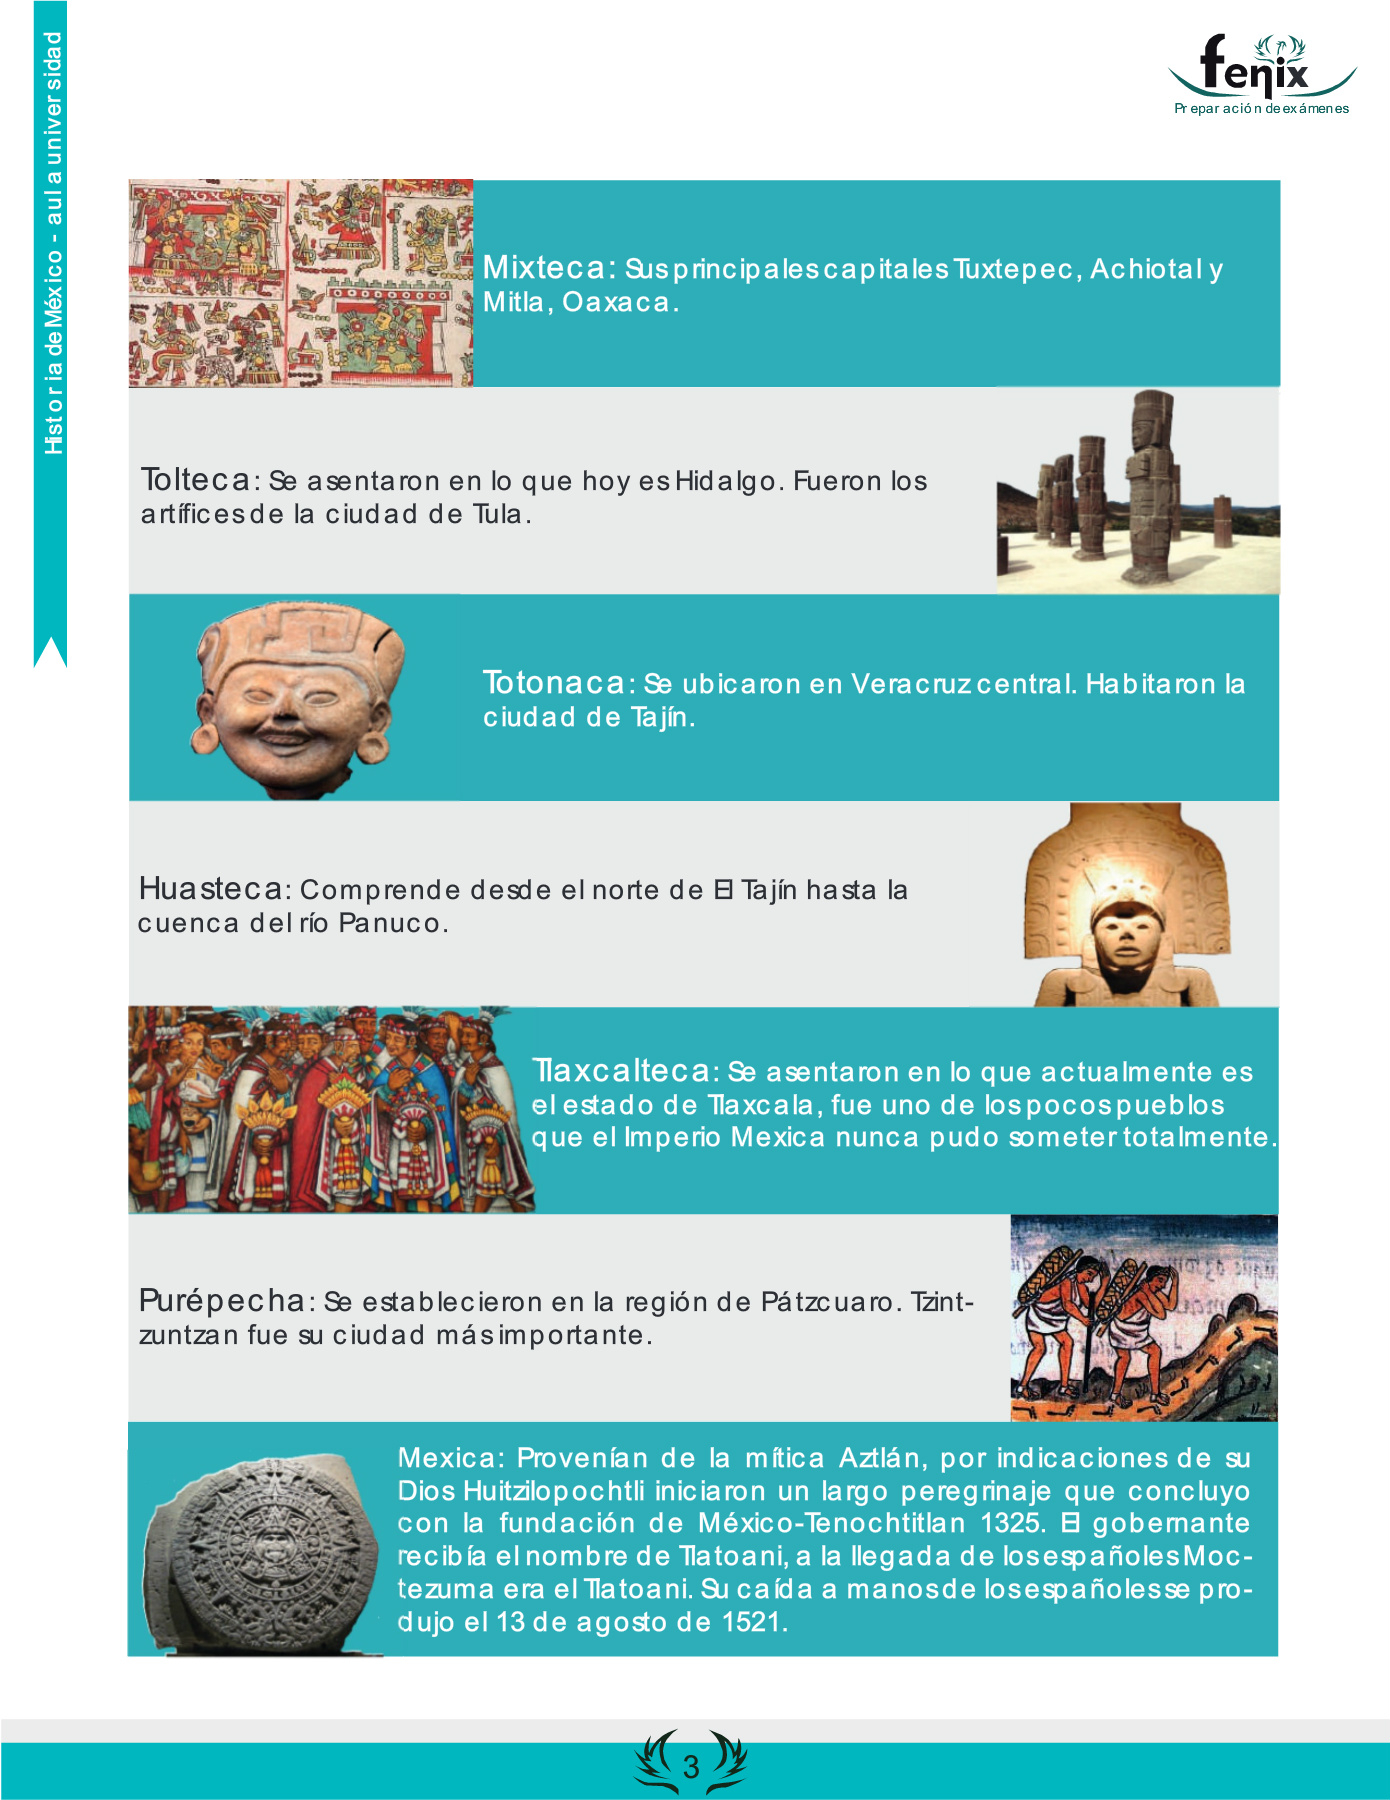 Historia de México - aula universidad
fenix
Preparación de exámenes
Mixteca: Sus principales capitales Tuxtepec, Achiotal y
Mitla, Oaxaca.
Tolteca: Se asentaron en lo que hoy es Hidalgo. Fueron los
artífices de la ciudad de Tula.
Totonaca: Se ubicaron en Veracruz central. Habitaron la
ciudad de Tajín.
Huasteca: Comprende desde el norte de El Tajín hasta la
cuenca del río Panuco.
Tlaxcalteca: Se asentaron en lo que actualmente es
el estado de Tlaxcala, fue uno de los pocos pueblos
que el Imperio Mexica nunca pudo someter totalmente.
Purépecha: Se establecieron en la región de Pátzcuaro. Tzint-
zuntzan fue su ciudad más importante.
Mexica: Provenían de la mítica Aztlán, por indicaciones de su
Dios Huitzilopochtli iniciaron un largo peregrinaje que concluyo
con la fundación de México-Tenochtitlan 1325. El gobernante
recibía el nombre de Tlatoani, a la llegada de los españoles Moc-
tezuma era el Tlatoani. Su caída a manos de los españoles se pro-
dujo el 13 de agosto de 1521.
3